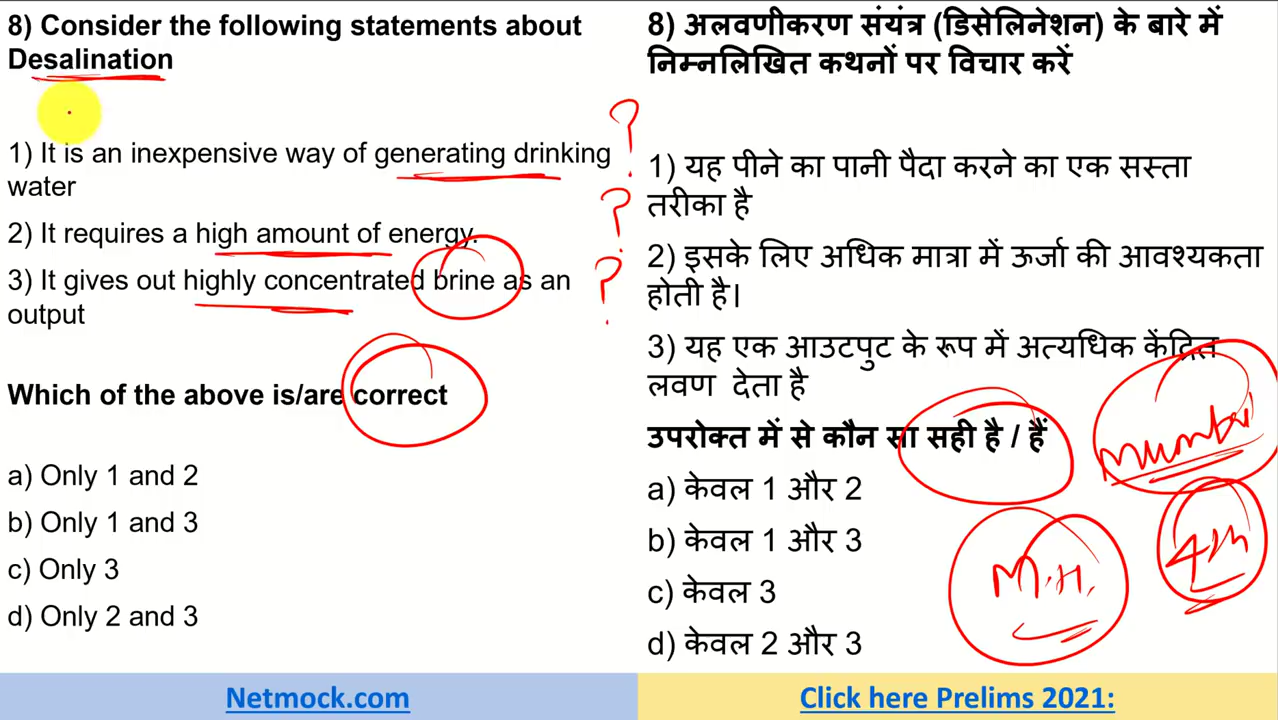 8) Consider the following statements about
Desalination
1) It is an inexpensive way of generating drinking
water
2) It requires a high amount of energy.
3) It gives out highly concentrated brine as an
output
Which of the above is/are correct
a) Only 1 and 2
b) Only 1 and 3
c) Only 3
d) Only 2 and 3
? 
?
?
8) अलवणीकरण संयंत्र (डिसेलिनेशन) के बारे में
निम्नलिखित कथनों पर विचार करें
1) यह पीने का पानी पैदा करने का एक सस्ता
तरीका है
2) इसके लिए अधिक मात्रा में ऊर्जा की आवश्यकता
होती है।
3) यह एक आउटपुट के रूप में अत्यधिक केंद्रित
लवण देता है
उपरोक्त में से कौन सा सही है / हैं
a) केवल 1 और 2
b) केवल 1 और 3
c) केवल 3
d) केवल 2 और 3
mumbai
M.H.
4th
Netmock.com
Click here Prelims 2021: